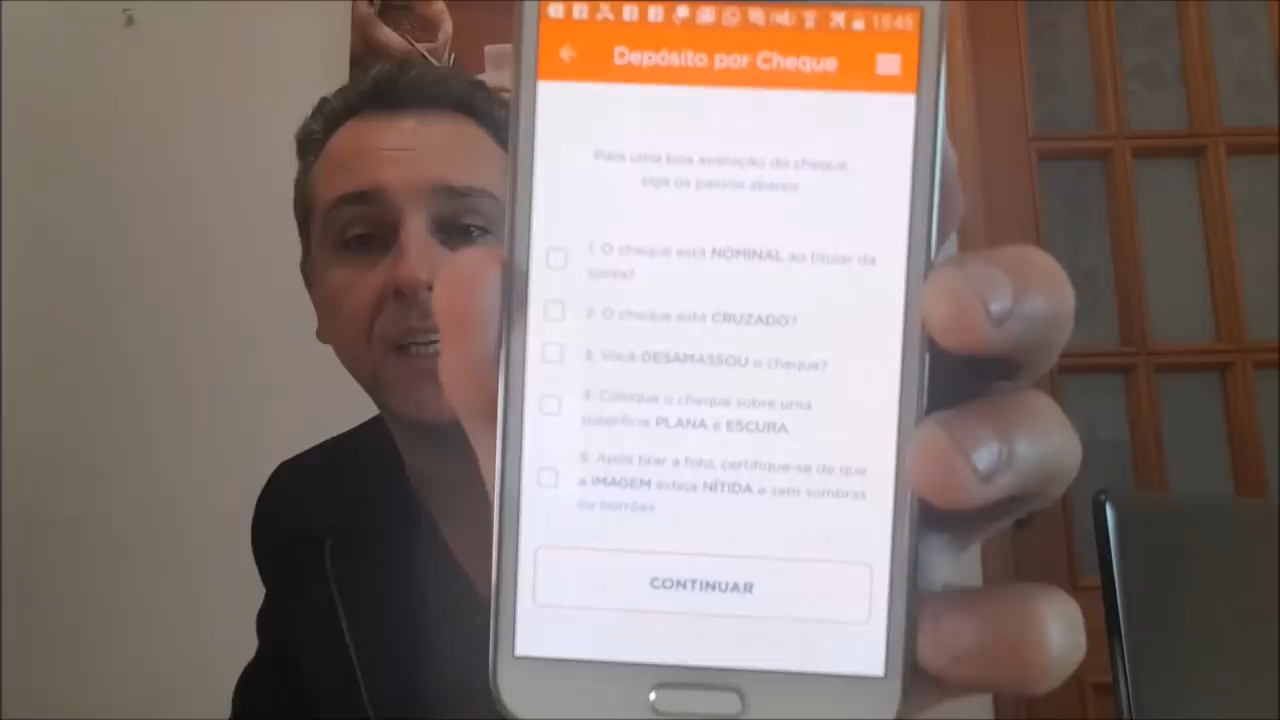 15:45
Depósito por Cheque
Para uma boa avaliação do cheque,
siga os passos abaixo
1. O cheque está NOMINAL ao titular da
conta?
2. O cheque está CRUZADO?
3. Você DESAMASSOU o cheque?
4. Coloque o cheque sobre uma
superfície PLANA e ESCURA
5. Após tirar a foto, certifique-se de que
a IMAGEM esteja NÍTIDA e sem sombras
ou borrões
CONTINUAR